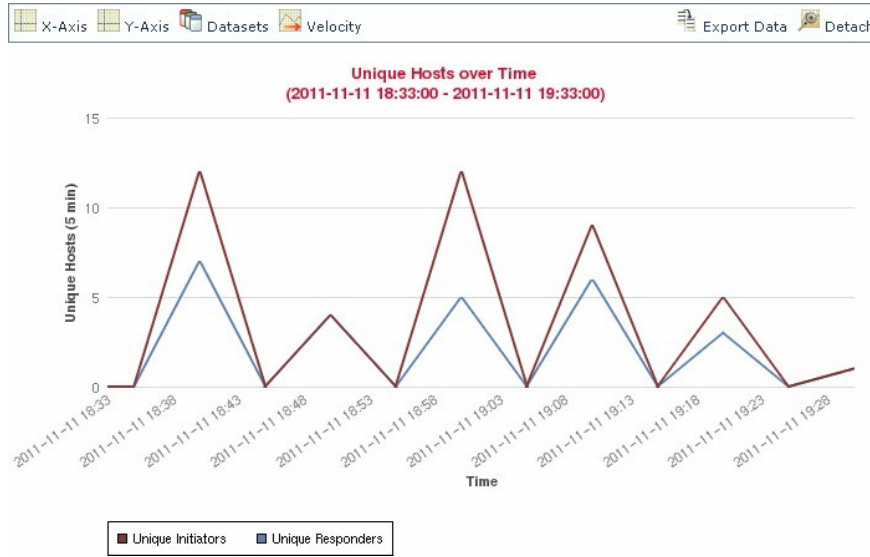 X-Axis Y-Axis Datasets Velocity Export Data Detach
Unique Hosts over Time
(2011-11-11 18:33:00 - 2011-11-11 19:33:00)
15
10
5
0
Unique Hosts (5 min)
2011-11-11 18:33 2011-11-11 18:38 2011-11-11 18:43 2011-11-11 18:48 2011-11-11 18:53 2011-11-11 18:58 2011-11-11 19:03 2011-11-11 19:08 2011-11-11 19:13 2011-11-11 19:18 2011-11-11 19:23 2011-11-11 19:28
Time
Unique Initiators Unique Responders